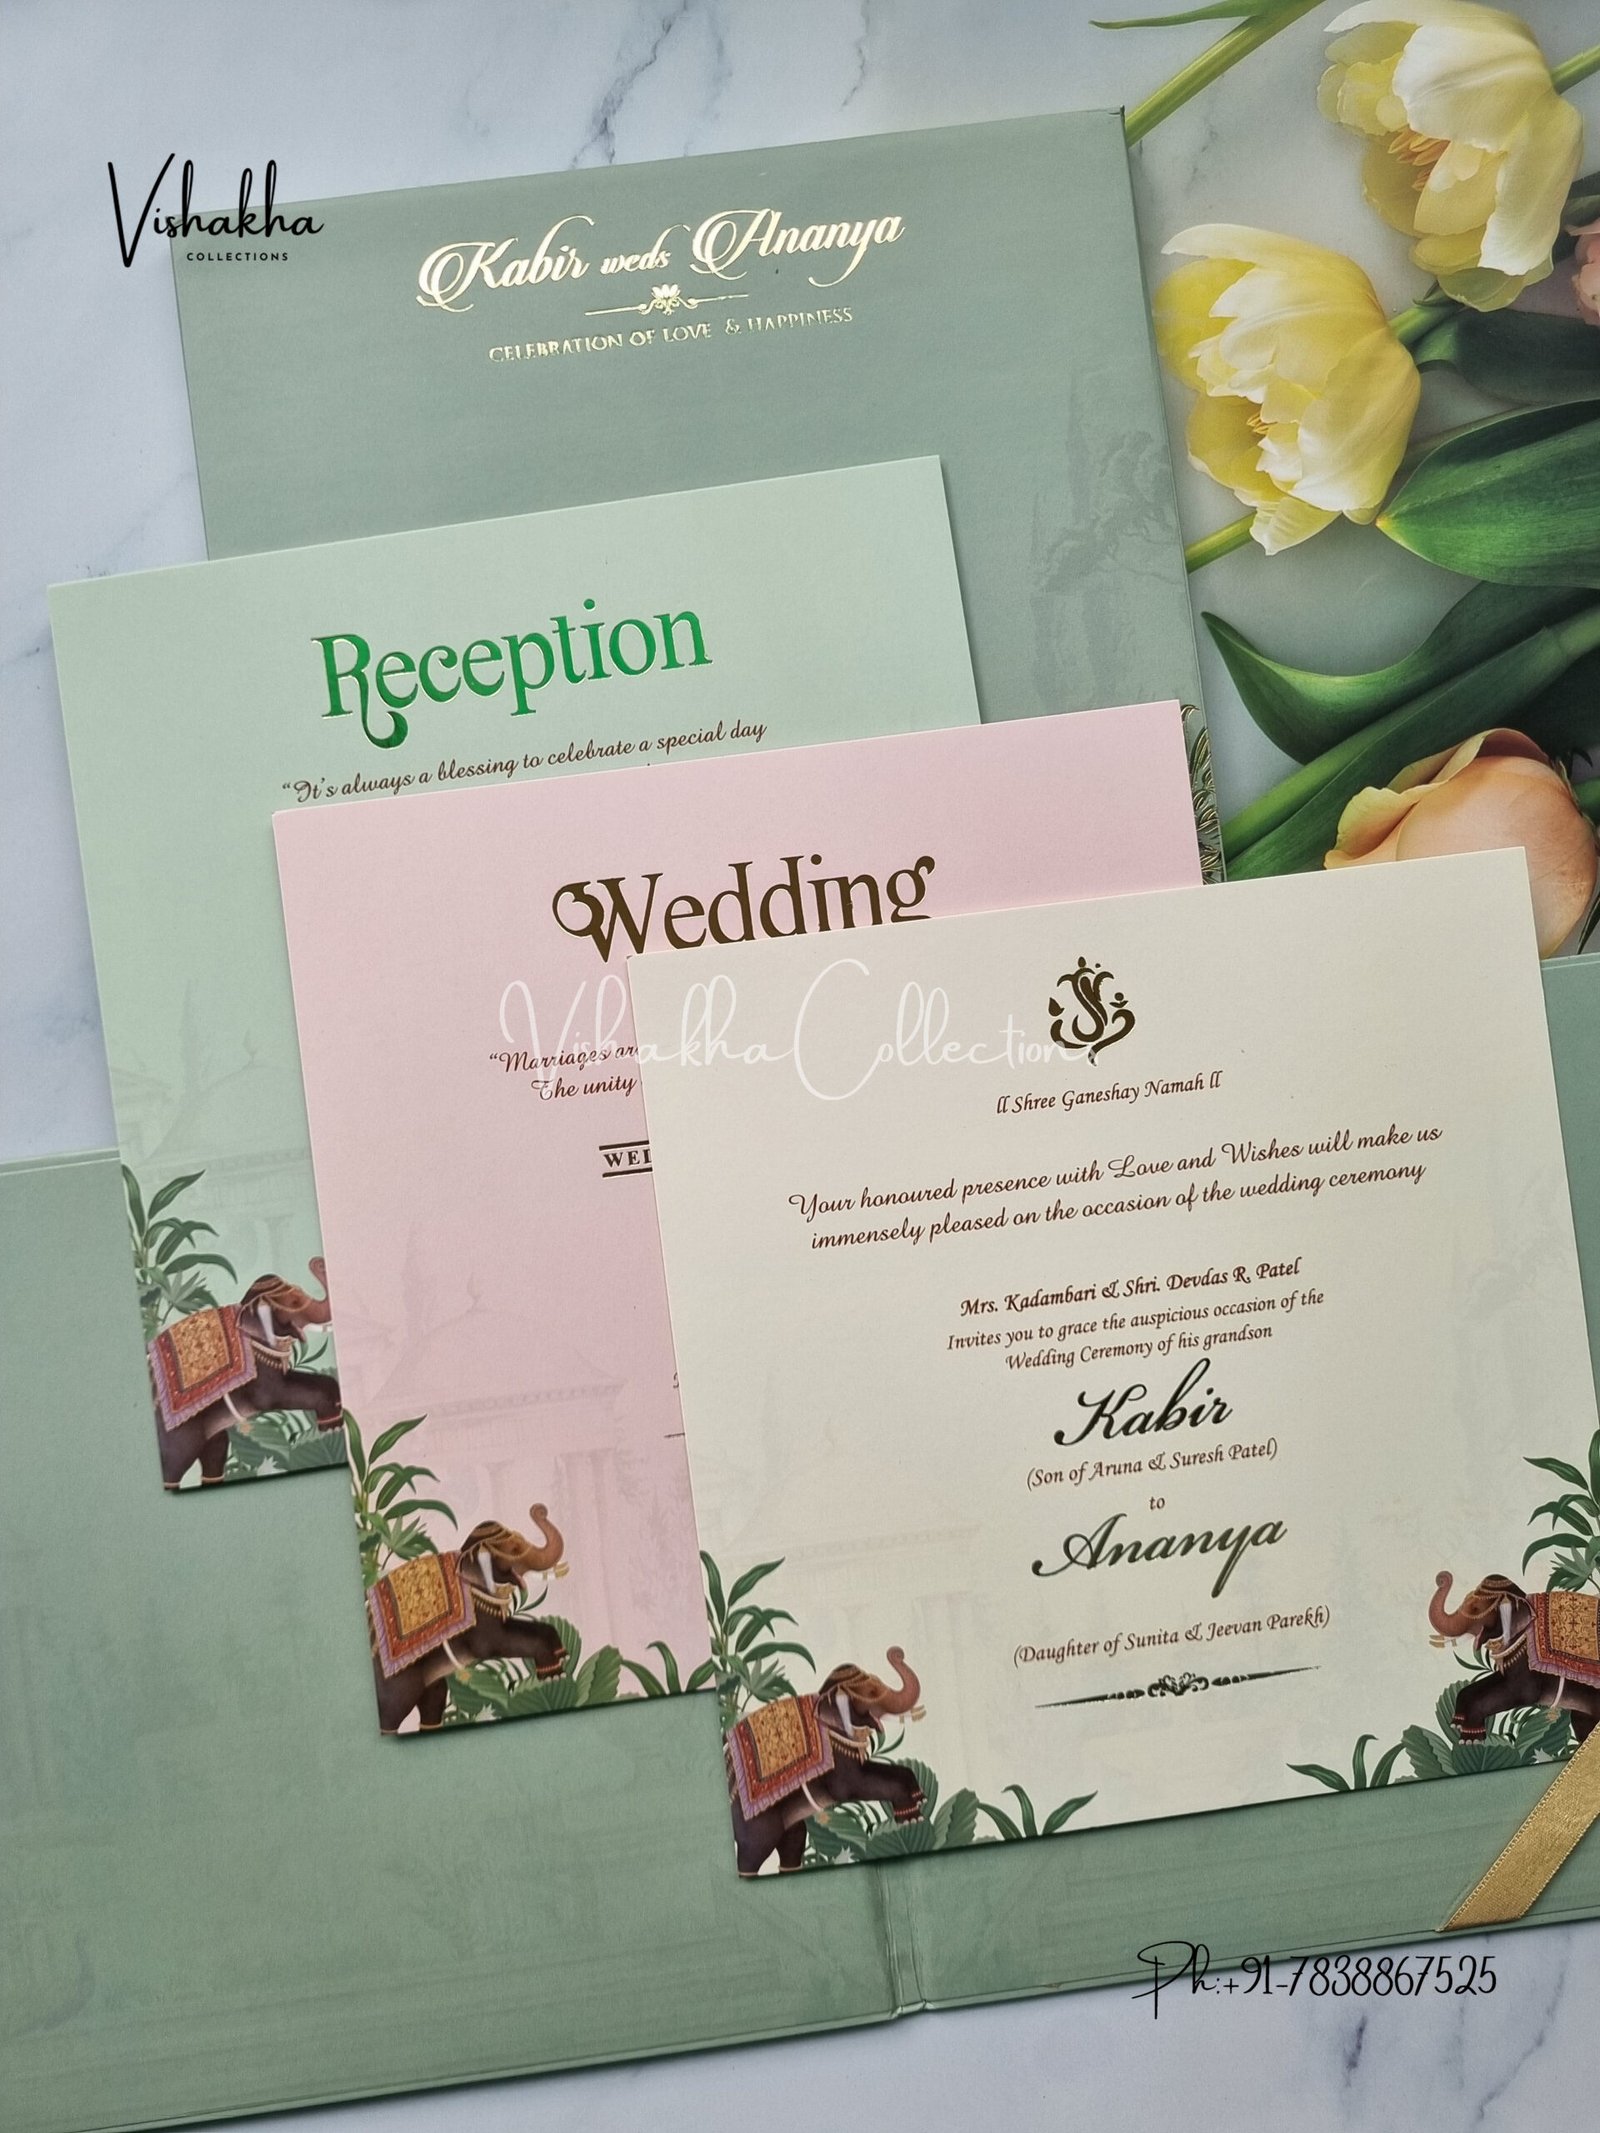 Vishakha
COLLECTIONS
Kabir weds Ananya
CELEBRATION OF LOVE & HAPPINESS
Reception
"It's always a blessing to celebrate a special day
Wedding
"Marriages are
The unity
Vishakha Collections
ll Shree Ganeshay Namah ll
Your honoured presence with Love and Wishes will make us
immensely pleased on the occasion of the wedding ceremony
Mrs. Kadambari & Shri. Devdas R. Patel
Invites you to grace the auspicious occasion of the
Wedding Ceremony of his grandson
Kabir
(Son of Aruna & Suresh Patel)
to
Ananya
(Daughter of Sunita & Jeevan Parekh)
Ph:+91-7838867525